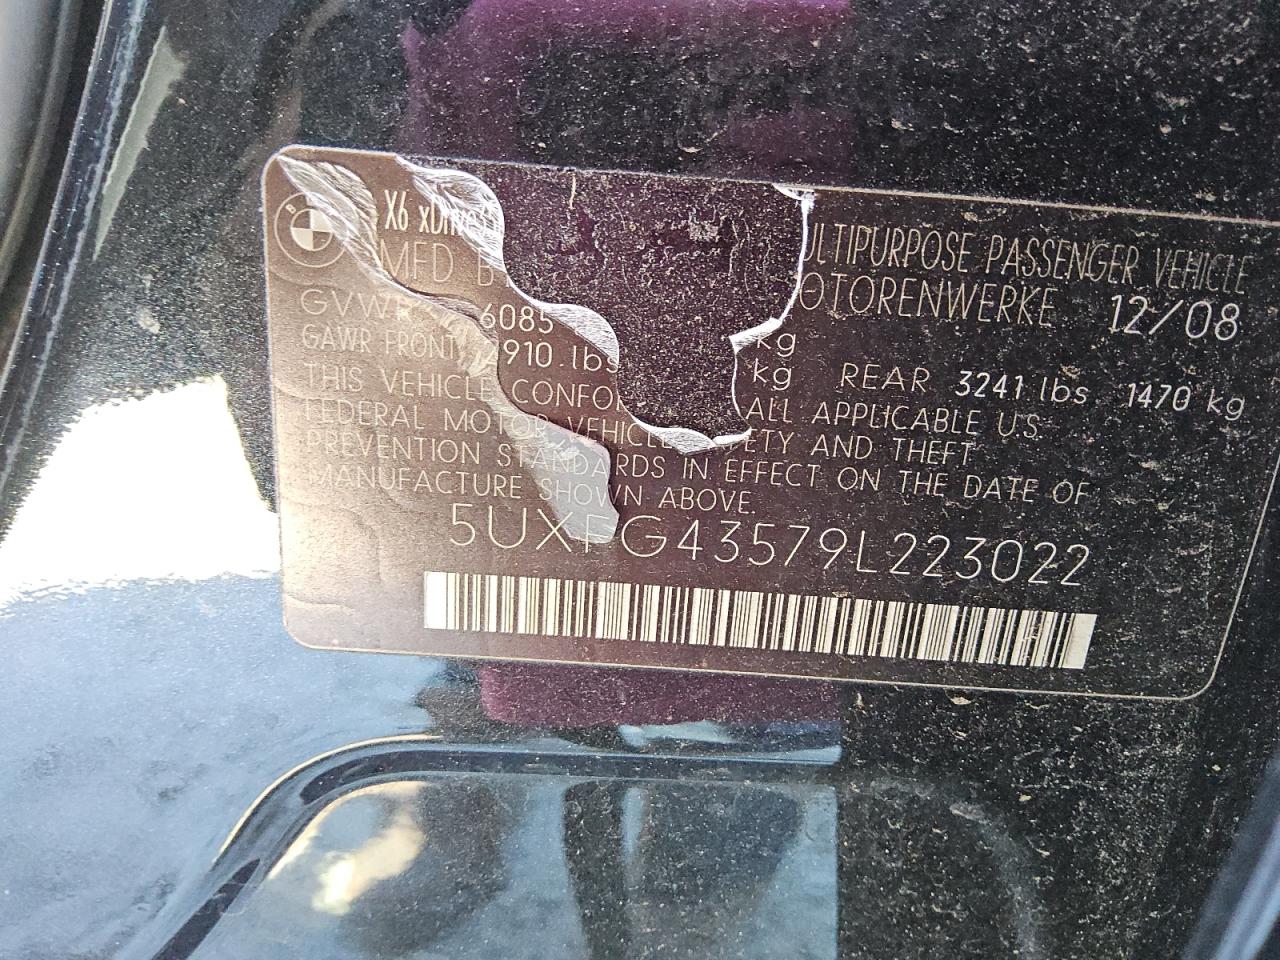 X6 xDrive ULTIPURPOSE PASSENGER VEHICLE
MFD B OTORENWERKE 12/08
GVWR 6085 kg
GAWR FRONT 2910 lbs kg REAR 3241 lbs 1470 kg
THIS VEHICLE CONFO ALL APPLICABLE U.S.
FEDERAL MOTOR VEHICLE ETY AND THEFT
PREVENTION STANDARDS IN EFFECT ON THE DATE OF
MANUFACTURE SHOWN ABOVE.
5UXFG43579L223022